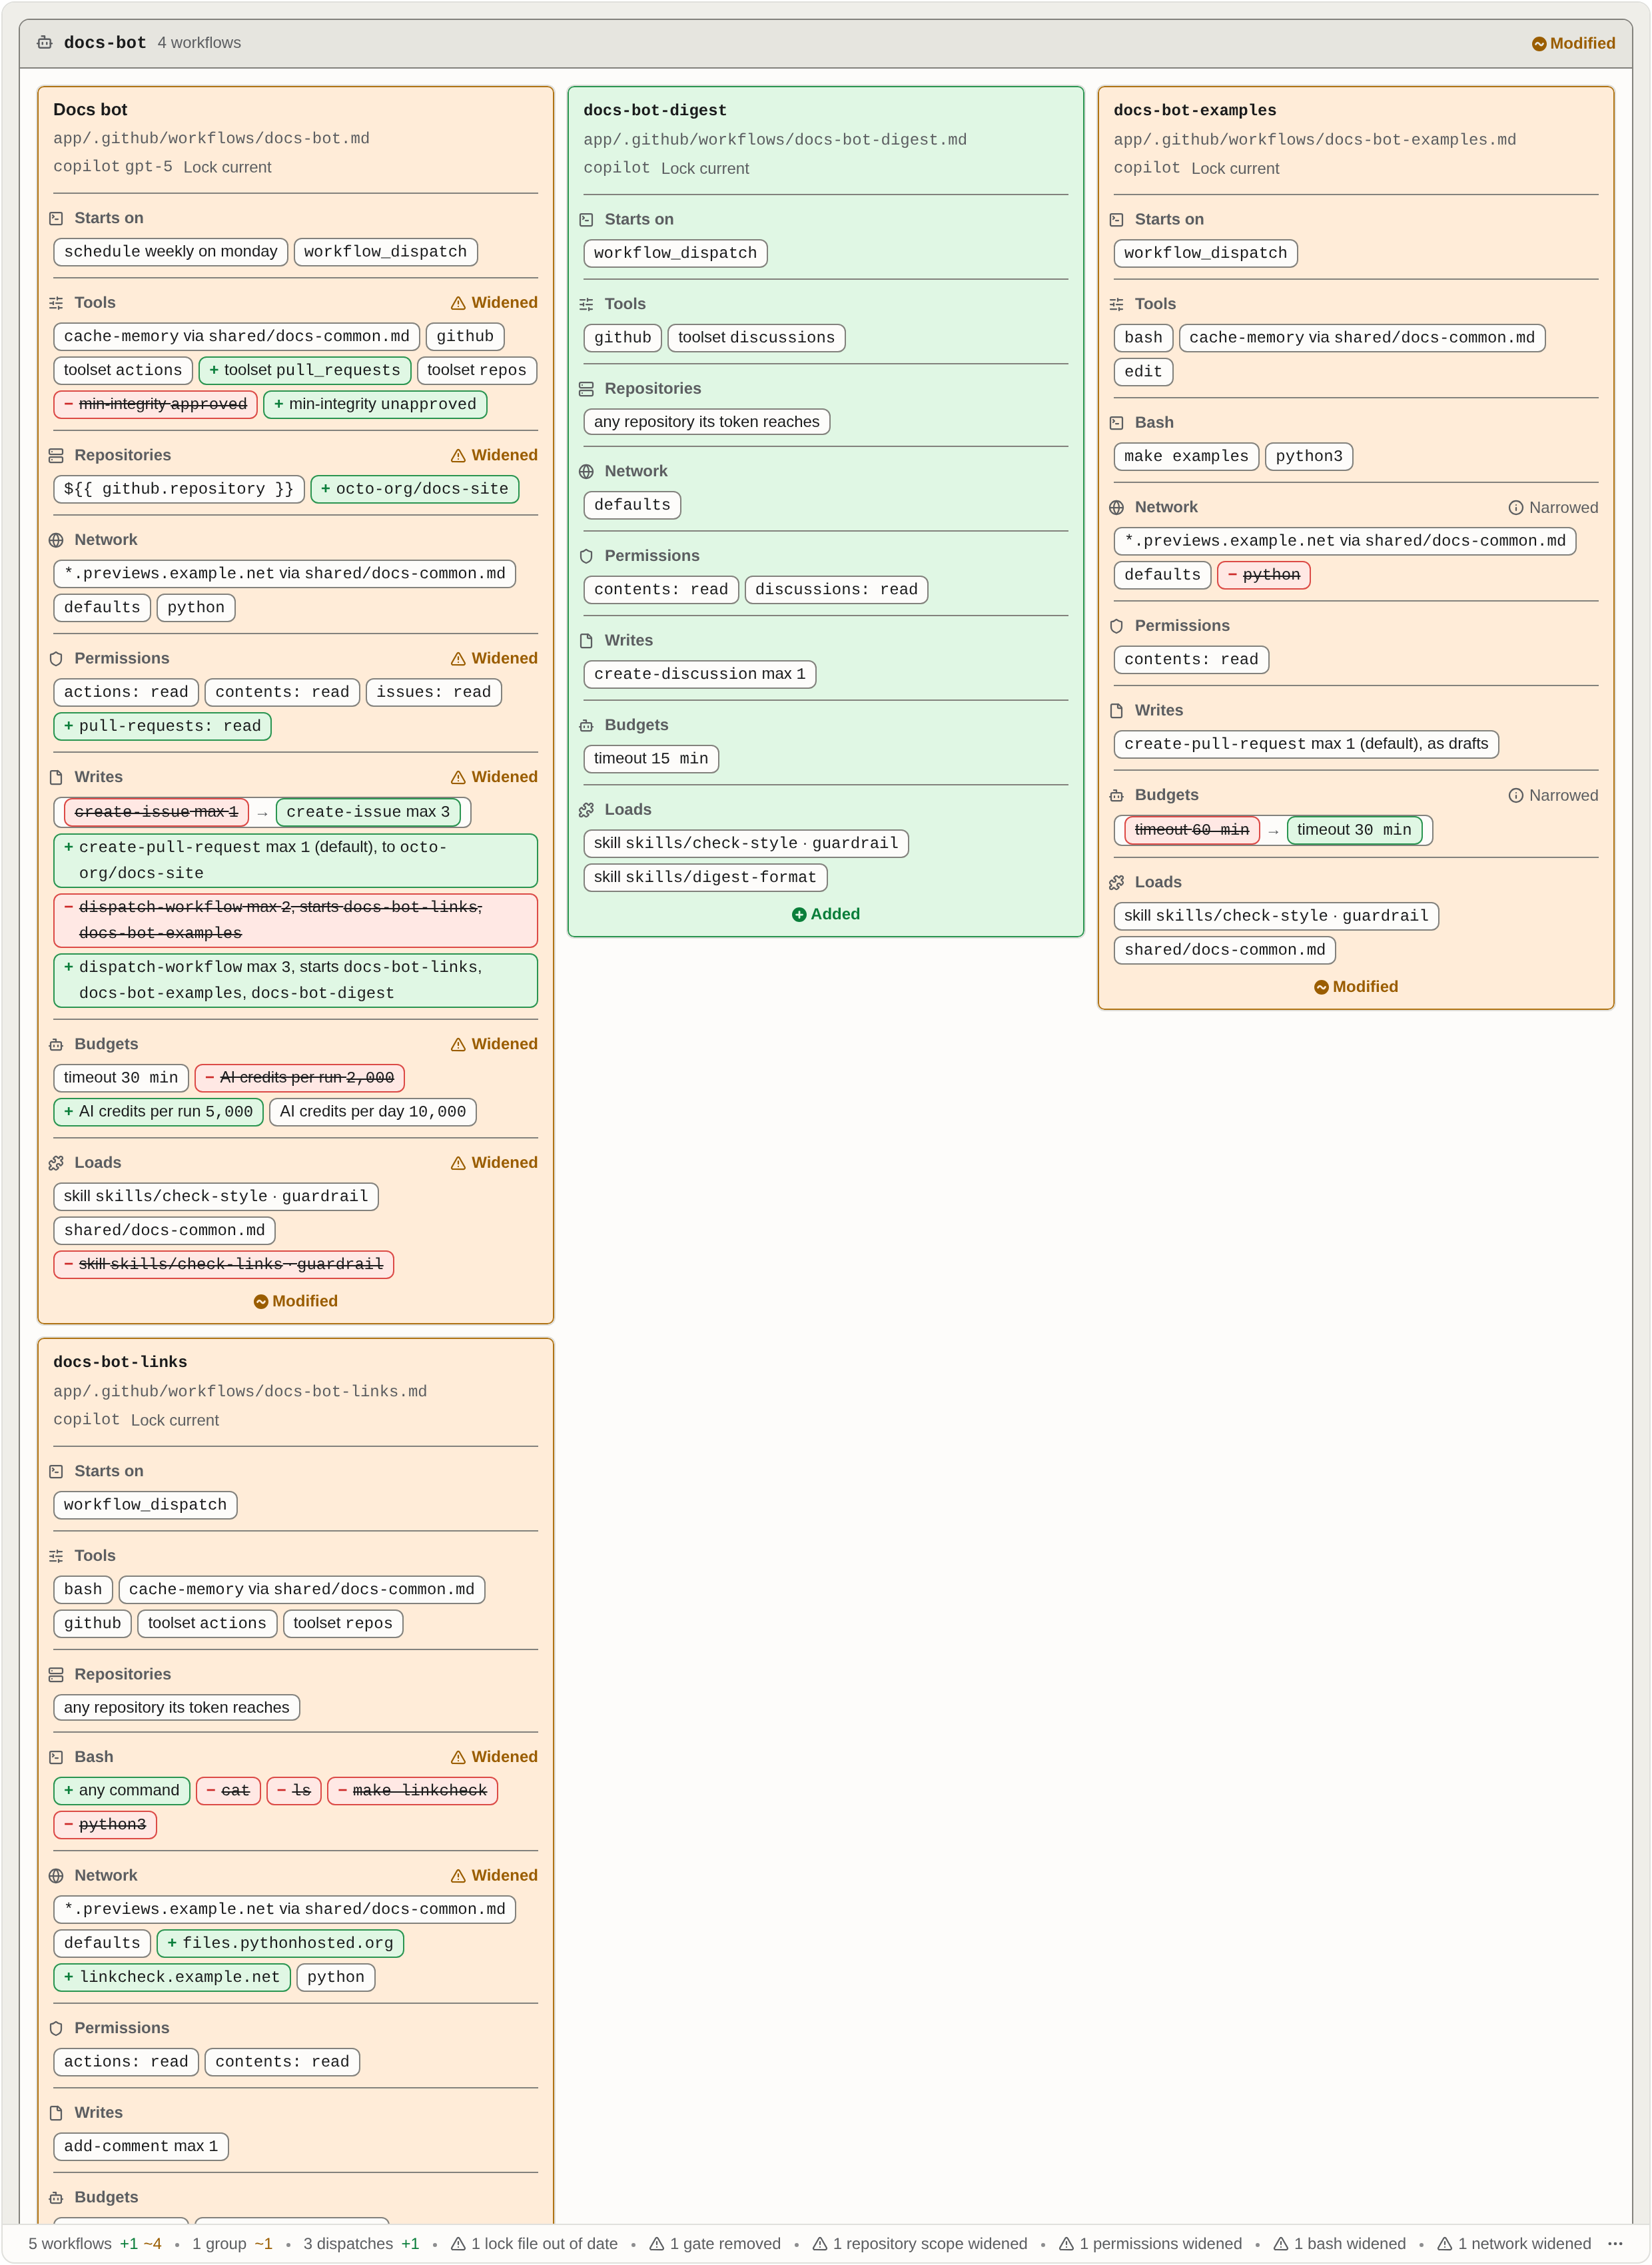 docs-bot 4 workflows Modified
Docs bot
app/.github/workflows/docs-bot.md
copilot gpt-5 Lock current
Starts on
schedule weekly on monday workflow_dispatch
Tools Widened
cache-memory via shared/docs-common.md github
toolset actions + toolset pull_requests toolset repos
− min-integrity approved + min-integrity unapproved
Repositories Widened
${{ github.repository }} + octo-org/docs-site
Network
*.previews.example.net via shared/docs-common.md
defaults python
Permissions Widened
actions: read contents: read issues: read
+ pull-requests: read
Writes Widened
create-issue max 1 → create-issue max 3
+ create-pull-request max 1 (default), to octo-
org/docs-site
− dispatch-workflow max 2, starts docs-bot-links,
docs-bot-examples
+ dispatch-workflow max 3, starts docs-bot-links,
docs-bot-examples, docs-bot-digest
Budgets Widened
timeout 30 min − AI credits per run 2,000
+ AI credits per run 5,000 AI credits per day 10,000
Loads Widened
skill skills/check-style · guardrail
shared/docs-common.md
− skill skills/check-links · guardrail
Modified
docs-bot-digest
app/.github/workflows/docs-bot-digest.md
copilot Lock current
Starts on
workflow_dispatch
Tools
github toolset discussions
Repositories
any repository its token reaches
Network
defaults
Permissions
contents: read discussions: read
Writes
create-discussion max 1
Budgets
timeout 15 min
Loads
skill skills/check-style · guardrail
skill skills/digest-format
Added
docs-bot-examples
app/.github/workflows/docs-bot-examples.md
copilot Lock current
Starts on
workflow_dispatch
Tools
bash cache-memory via shared/docs-common.md
edit
Bash
make examples python3
Network Narrowed
*.previews.example.net via shared/docs-common.md
defaults − python
Permissions
contents: read
Writes
create-pull-request max 1 (default), as drafts
Budgets Narrowed
timeout 60 min → timeout 30 min
Loads
skill skills/check-style · guardrail
shared/docs-common.md
Modified
docs-bot-links
app/.github/workflows/docs-bot-links.md
copilot Lock current
Starts on
workflow_dispatch
Tools
bash cache-memory via shared/docs-common.md
github toolset actions toolset repos
Repositories
any repository its token reaches
Bash Widened
+ any command − cat − ls − make linkcheck
− python3
Network Widened
*.previews.example.net via shared/docs-common.md
defaults + files.pythonhosted.org
+ linkcheck.example.net python
Permissions
actions: read contents: read
Writes
add-comment max 1
Budgets
5 workflows +1 ~4 • 1 group ~1 • 3 dispatches +1 • 1 lock file out of date • 1 gate removed • 1 repository scope widened • 1 permissions widened • 1 bash widened • 1 network widened ···